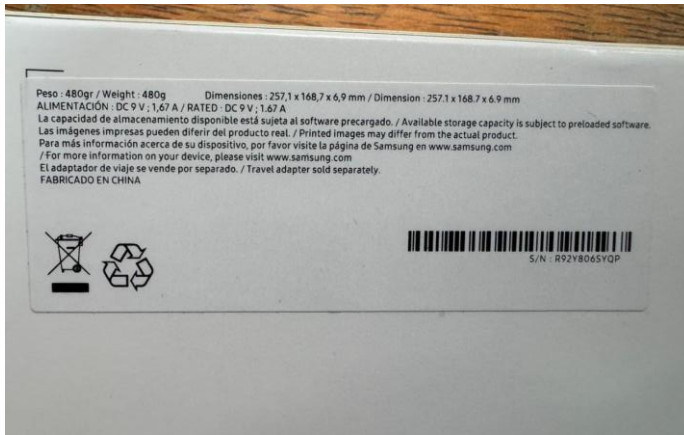 Peso : 480gr / Weight : 480g Dimensiones : 257,1 x 168,7 x 6,9 mm / Dimension : 257.1 x 168.7 x 6.9 mm
ALIMENTACIÓN : DC 9 V ; 1,67 A / RATED : DC 9 V ; 1.67 A
La capacidad de almacenamiento disponible está sujeta al software precargado. / Available storage capacity is subject to preloaded software.
Las imágenes impresas pueden diferir del producto real. / Printed images may differ from the actual product.
Para más información acerca de su dispositivo, por favor visite la página de Samsung en www.samsung.com
/ For more information on your device, please visit www.samsung.com
El adaptador de viaje se vende por separado. / Travel adapter sold separately.
FABRICADO EN CHINA
S/N : R92Y806SYQP